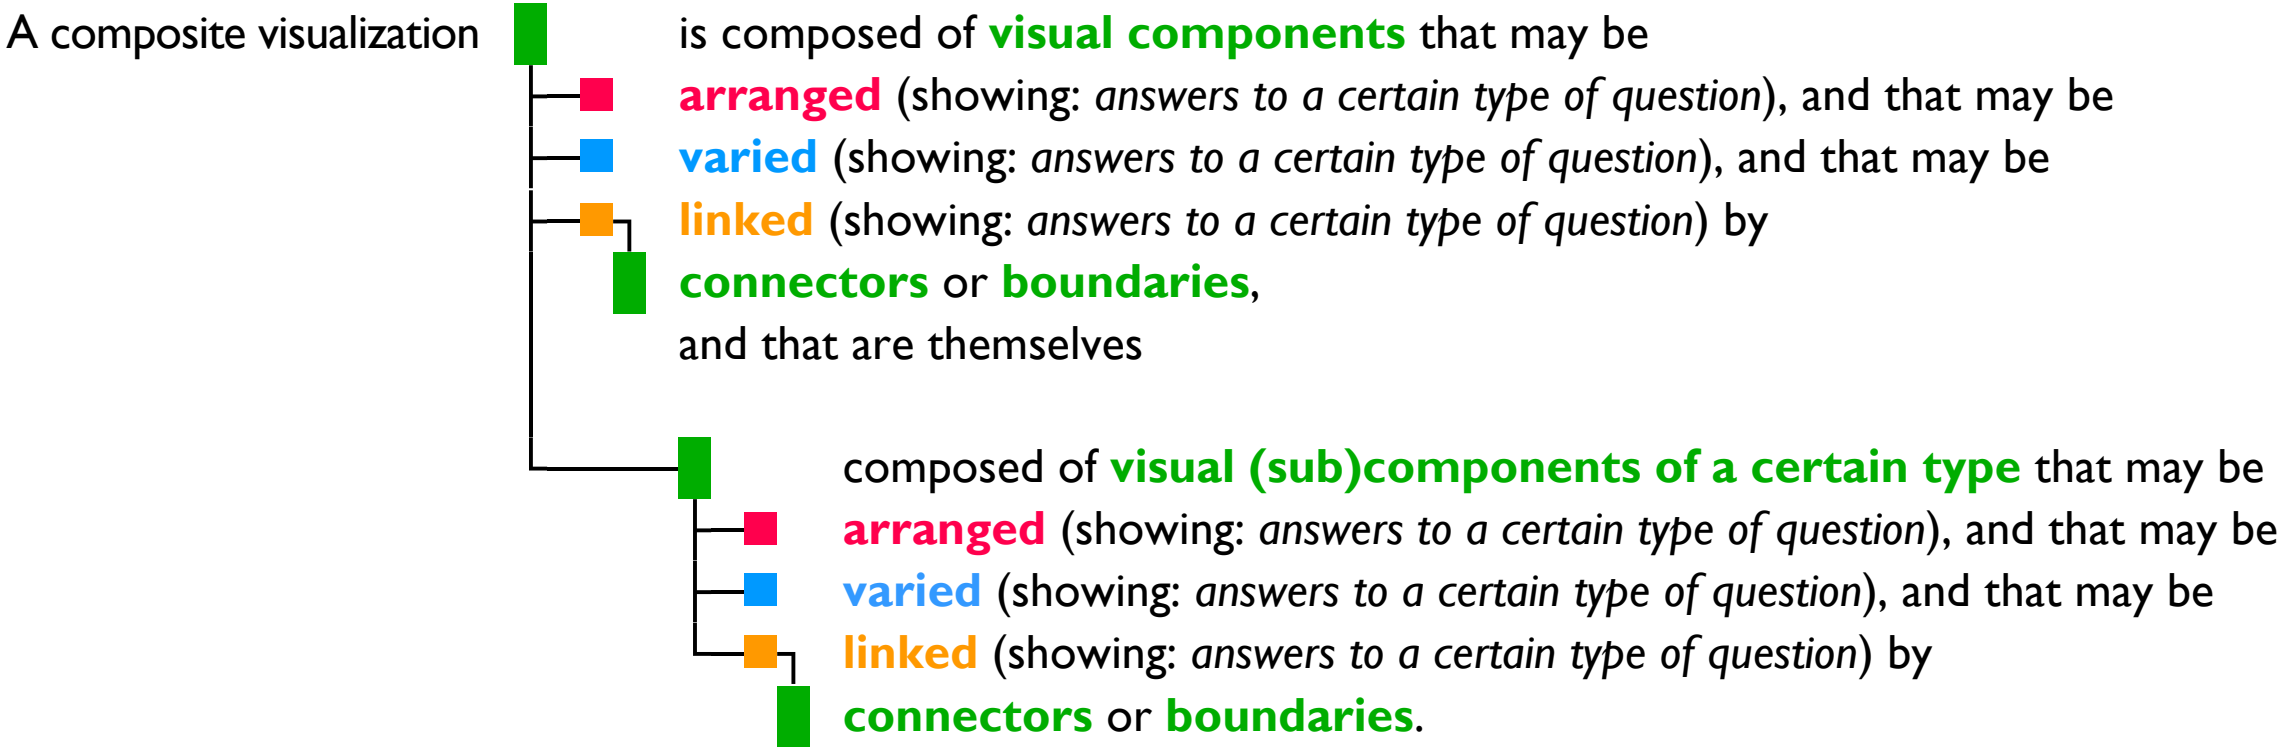 A composite visualization is composed of visual components that may be
arranged (showing: answers to a certain type of question), and that may be
varied (showing: answers to a certain type of question), and that may be
linked (showing: answers to a certain type of question) by
connectors or boundaries,
and that are themselves
composed of visual (sub)components of a certain type that may be
arranged (showing: answers to a certain type of question), and that may be
varied (showing: answers to a certain type of question), and that may be
linked (showing: answers to a certain type of question) by
connectors or boundaries.